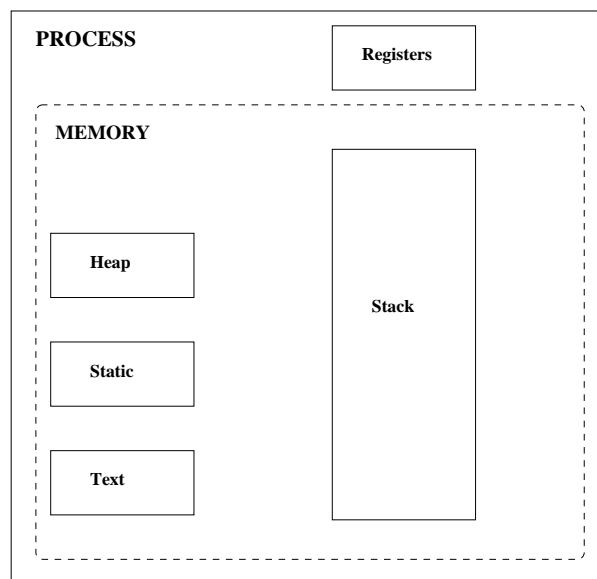 PROCESS
Registers
MEMORY
Heap
Stack
Static
Text